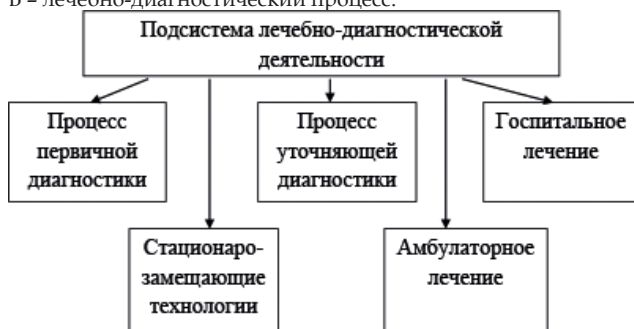 В – лечебно-диагностический процесс.
Подсистема лечебно-диагностической
деятельности
Процесс
первичной
диагностики
Процесс
уточняющей
диагностики
Госпитальное
лечение
Стационаро-
замещающие
технологии
Амбулаторное
лечение